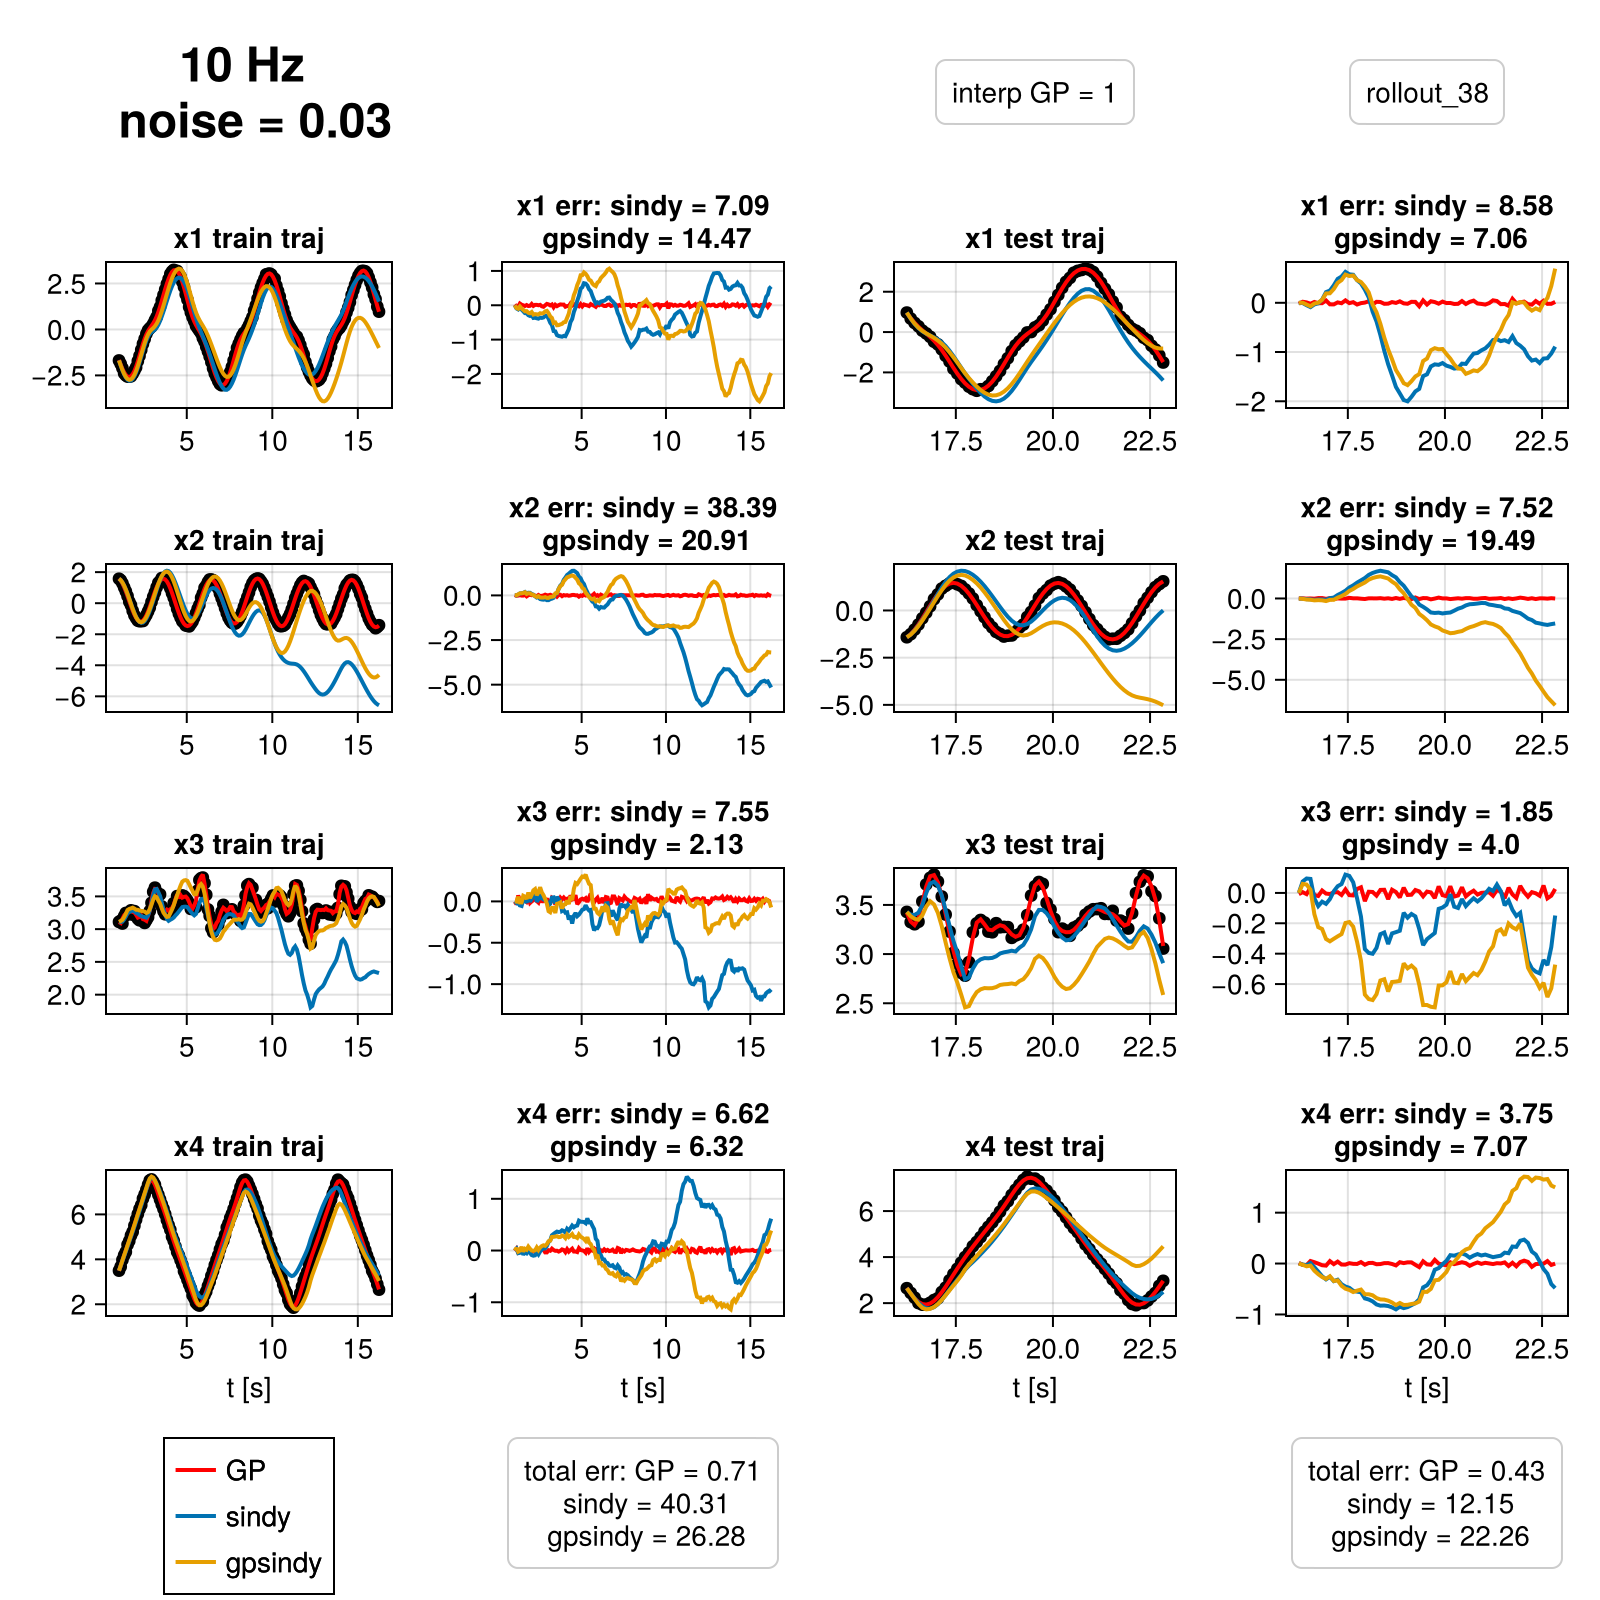 10 Hz
noise = 0.03
interp GP = 1
rollout_38
x1 train traj
2.5
0.0
−2.5
5
10
15
x1 err: sindy = 7.09
gpsindy = 14.47
1
0
−1
−2
5
10
15
x1 test traj
2
0
−2
17.5
20.0
22.5
x1 err: sindy = 8.58
gpsindy = 7.06
0
−1
−2
17.5
20.0
22.5
x2 train traj
2
0
−2
−4
−6
5
10
15
x2 err: sindy = 38.39
gpsindy = 20.91
0.0
−2.5
−5.0
5
10
15
x2 test traj
0.0
−2.5
−5.0
17.5
20.0
22.5
x2 err: sindy = 7.52
gpsindy = 19.49
0.0
−2.5
−5.0
17.5
20.0
22.5
x3 train traj
3.5
3.0
2.5
2.0
5
10
15
x3 err: sindy = 7.55
gpsindy = 2.13
0.0
−0.5
−1.0
5
10
15
x3 test traj
3.5
3.0
2.5
17.5
20.0
22.5
x3 err: sindy = 1.85
gpsindy = 4.0
0.0
−0.2
−0.4
−0.6
17.5
20.0
22.5
x4 train traj
6
4
2
5
10
15
t [s]
x4 err: sindy = 6.62
gpsindy = 6.32
1
0
−1
5
10
15
t [s]
x4 test traj
6
4
2
17.5
20.0
22.5
t [s]
x4 err: sindy = 3.75
gpsindy = 7.07
1
0
−1
17.5
20.0
22.5
t [s]
GP
sindy
gpsindy
total err: GP = 0.71
sindy = 40.31
gpsindy = 26.28
total err: GP = 0.43
sindy = 12.15
gpsindy = 22.26